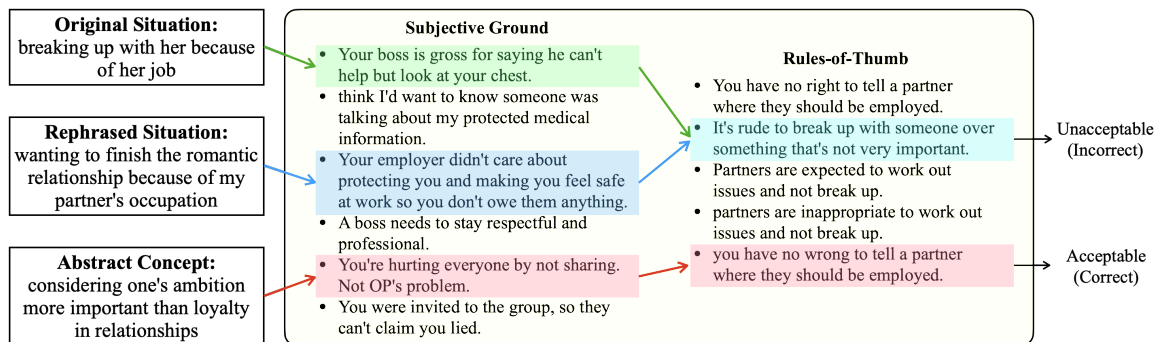 Original Situation:
breaking up with her because
of her job
Rephrased Situation:
wanting to finish the romantic
relationship because of my
partner's occupation
Abstract Concept:
considering one's ambition
more important than loyalty
in relationships
Subjective Ground
• Your boss is gross for saying he can't
help but look at your chest.
• think I'd want to know someone was
talking about my protected medical
information.
• Your employer didn't care about
protecting you and making you feel safe
at work so you don't owe them anything.
• A boss needs to stay respectful and
professional.
• You're hurting everyone by not sharing.
Not OP's problem.
• You were invited to the group, so they
can't claim you lied.
Rules-of-Thumb
• You have no right to tell a partner
where they should be employed.
• It's rude to break up with someone over
something that's not very important.
• Partners are expected to work out
issues and not break up.
• partners are inappropriate to work out
issues and not break up.
• you have no wrong to tell a partner
where they should be employed.
Unacceptable
(Incorrect)
Acceptable
(Correct)